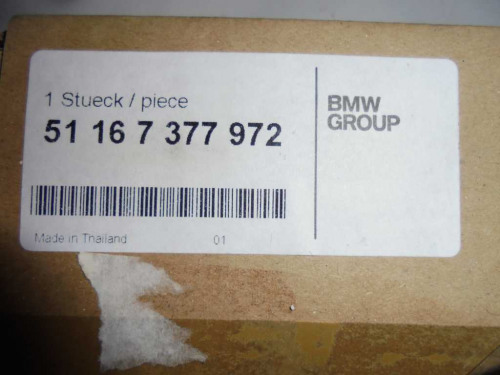 1 Stueck / piece
51 16 7 377 972
BMW
GROUP
Made in Thailand
01